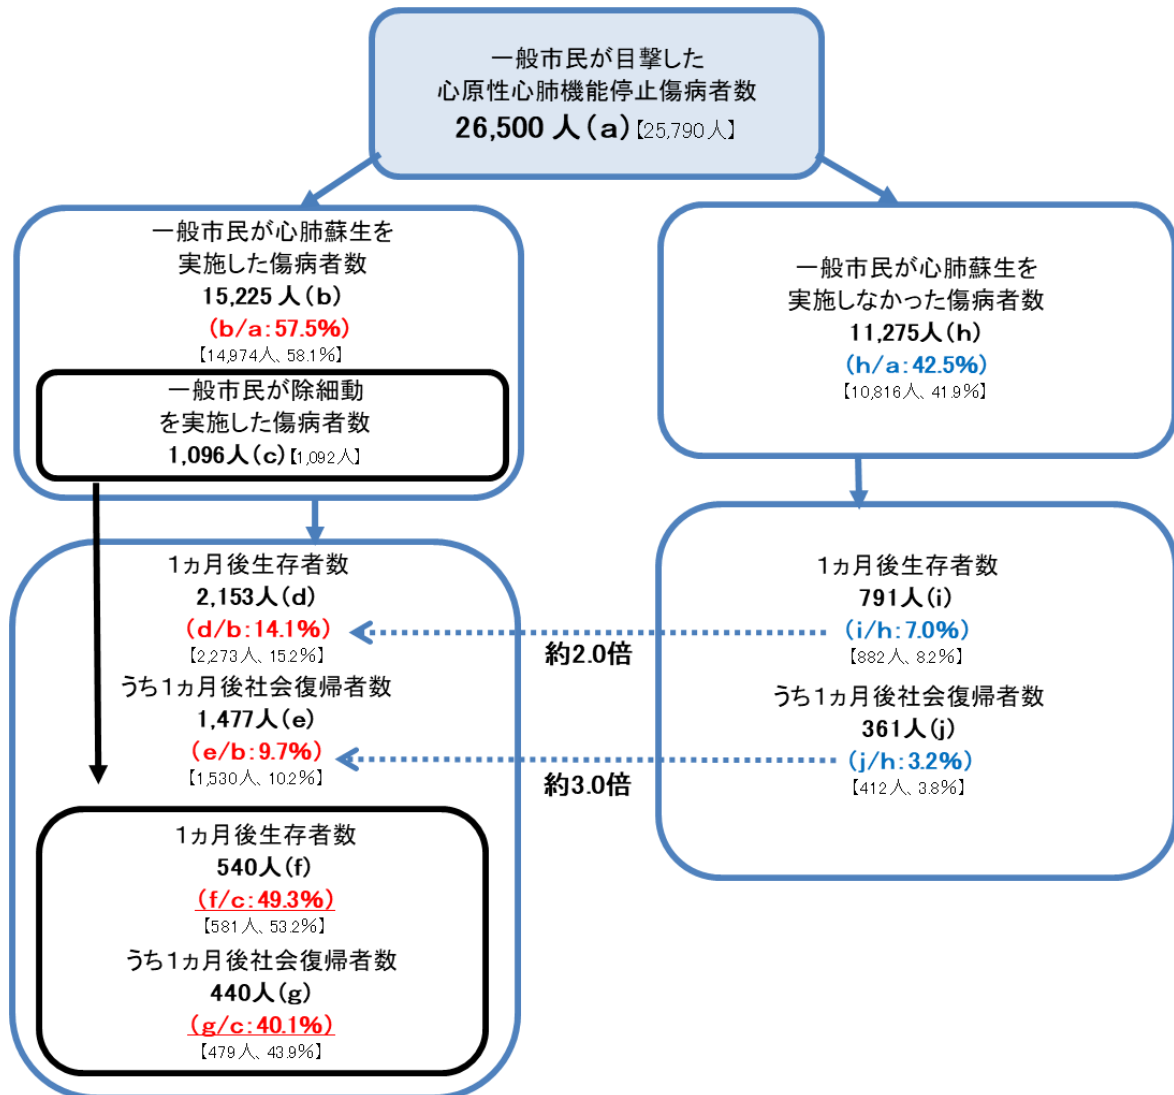 一般市民が目撃した
心原性心肺機能停止傷病者数
26,500 人(a)【25,790人】
一般市民が心肺蘇生を
実施した傷病者数
15,225 人(b)
(b/a:57.5%)
【14,974人、58.1%】
一般市民が除細動
を実施した傷病者数
1,096人(c)【1,092人】
一般市民が心肺蘇生を
実施しなかった傷病者数
11,275人(h)
(h/a:42.5%)
【10,816人、41.9%】
1ヵ月後生存者数
2,153人(d)
(d/b:14.1%)
【2,273人、15.2%】
うち1ヵ月後社会復帰者数
1,477人(e)
(e/b:9.7%)
【1,530人、10.2%】
約2.0倍
約3.0倍
1ヵ月後生存者数
791人(i)
(i/h:7.0%)
【882人、8.2%】
うち1ヵ月後社会復帰者数
361人(j)
(j/h:3.2%)
【412人、3.8%】
1ヵ月後生存者数
540人(f)
(f/c:49.3%)
【581人、53.2%】
うち1ヵ月後社会復帰者数
440人(g)
(g/c:40.1%)
【479人、43.9%】